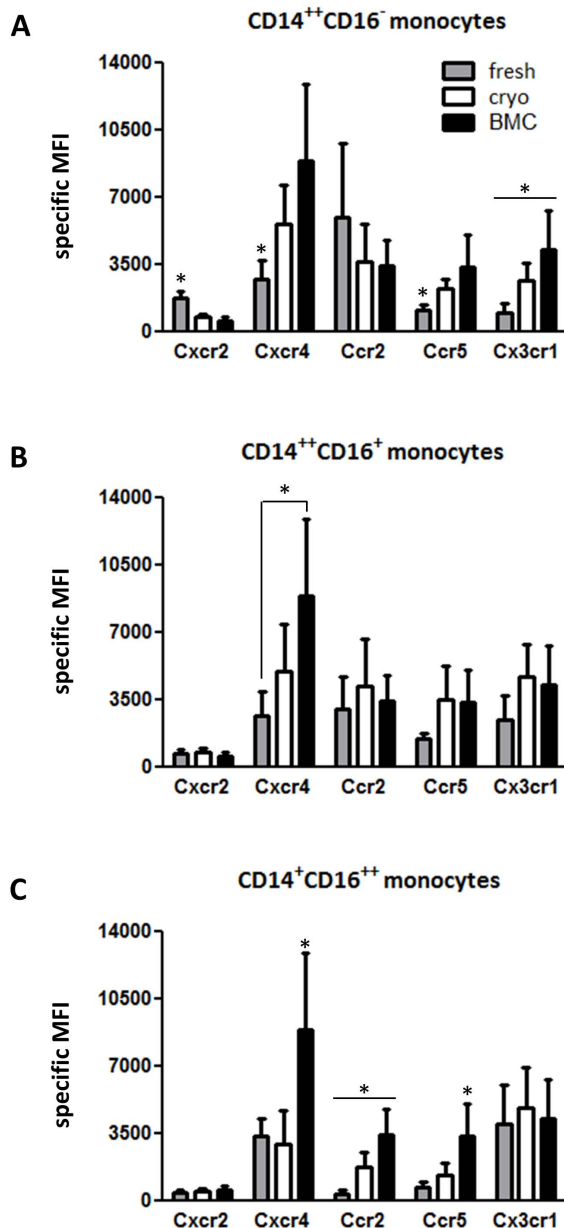 A
CD14⁺⁺CD16⁻ monocytes
specific MFI
14000
10500
7000
3500
0
fresh
cryo
BMC
*
*
*
*
Cxcr2 Cxcr4 Ccr2 Ccr5 Cx3cr1
B
CD14⁺⁺CD16⁺ monocytes
specific MFI
14000
10500
7000
3500
0
*
Cxcr2 Cxcr4 Ccr2 Ccr5 Cx3cr1
C
CD14⁺CD16⁺⁺ monocytes
specific MFI
14000
10500
7000
3500
0
*
*
*
Cxcr2 Cxcr4 Ccr2 Ccr5 Cx3cr1